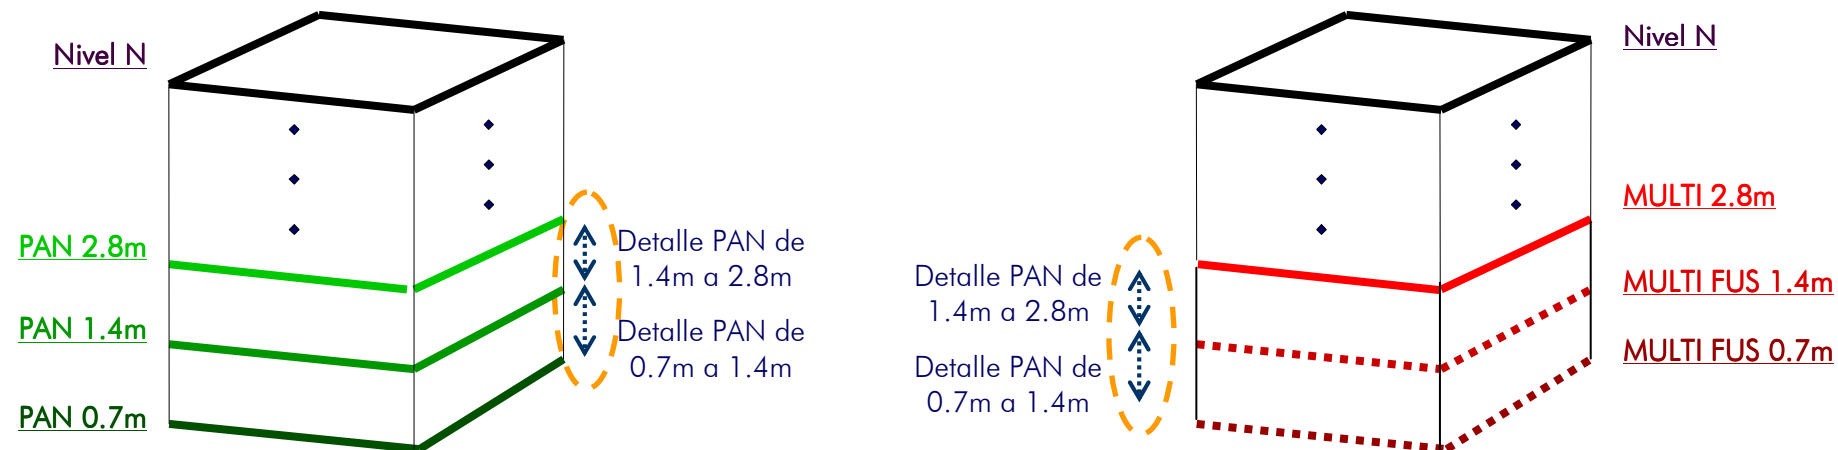 Nivel N
PAN 2.8m
PAN 1.4m
PAN 0.7m
Detalle PAN de
1.4m a 2.8m
Detalle PAN de
0.7m a 1.4m
Detalle PAN de
1.4m a 2.8m
Detalle PAN de
0.7m a 1.4m
Nivel N
MULTI 2.8m
MULTI FUS 1.4m
MULTI FUS 0.7m